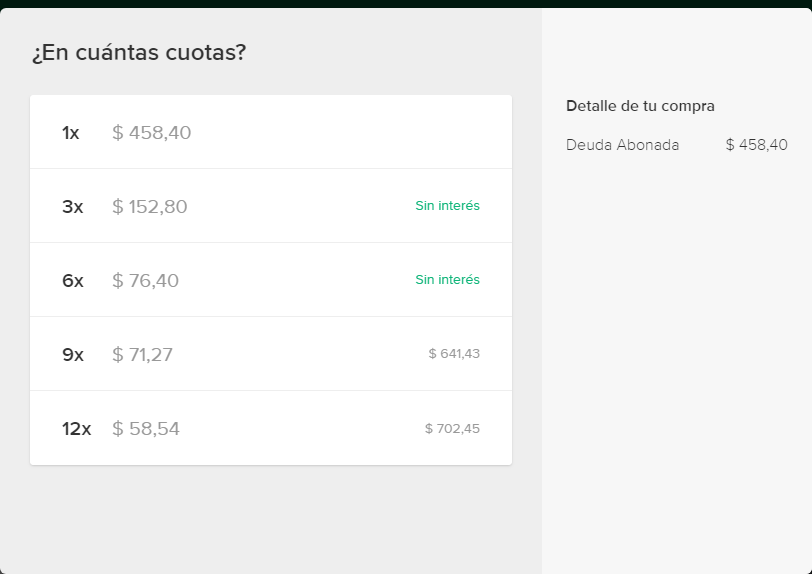 ¿En cuántas cuotas?
1x $ 458,40
3x $ 152,80 Sin interés
6x $ 76,40 Sin interés
9x $ 71,27 $ 641,43
12x $ 58,54 $ 702,45
Detalle de tu compra
Deuda Abonada $ 458,40